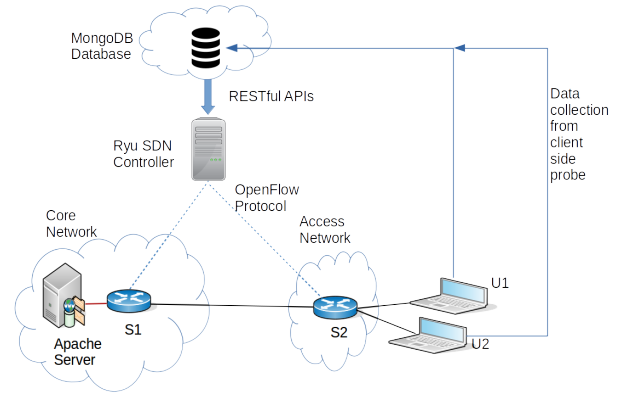 MongoDB
Database
RESTful APIs
Data
collection
from
client
side
probe
Ryu SDN
Controller
OpenFlow
Protocol
Core
Network
Access
Network
U1
S1
S2
U2
Apache
Server